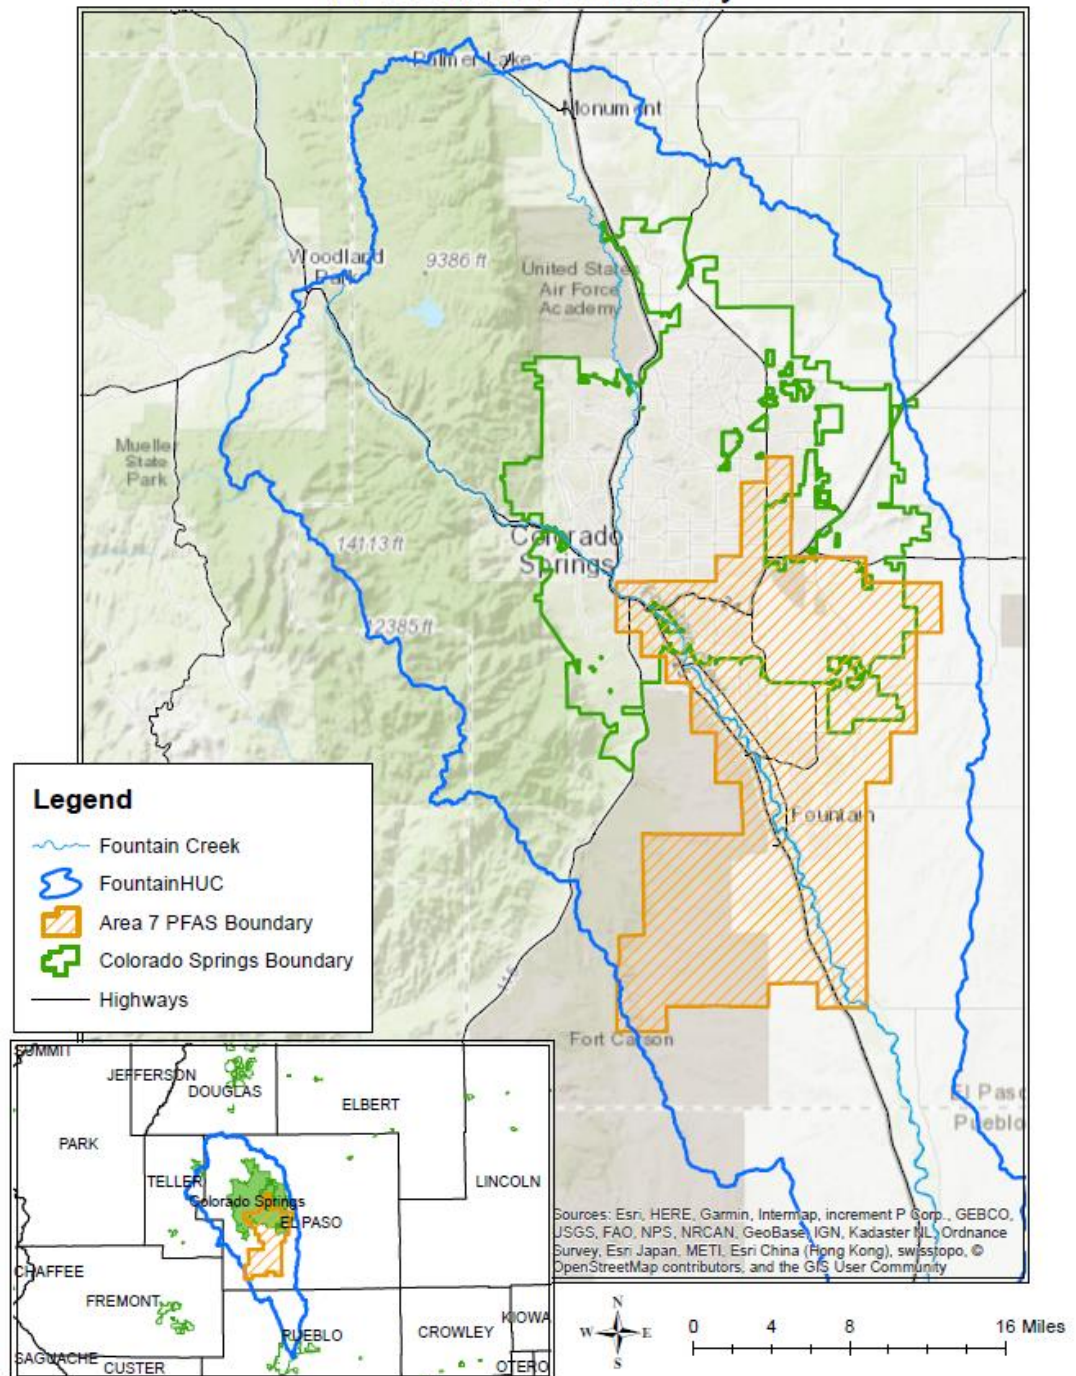 Palmer Lake
Monument
Woodland
Park
9386 ft
United States
Air Force
Academy
Mueller
State
Park
14113 ft
Colorado
Springs
12385 ft
Fountain
Fort Carson
115
El Paso
Pueblo
Legend
Fountain Creek
FountainHUC
Area 7 PFAS Boundary
Colorado Springs Boundary
Highways
SUMMIT
JEFFERSON
DOUGLAS
ELBERT
PARK
TELLER
LINCOLN
Colorado Springs
EL PASO
CHAFFEE
FREMONT
KIOWA
PUEBLO
CROWLEY
SAGUACHE
CUSTER
OTERO
Sources: Esri, HERE, Garmin, Intermap, increment P Corp., GEBCO,
USGS, FAO, NPS, NRCAN, GeoBase, IGN, Kadaster NL, Ordnance
Survey, Esri Japan, METI, Esri China (Hong Kong), swisstopo, ©
OpenStreetMap contributors, and the GIS User Community
N
W E
S
0 4 8 16 Miles